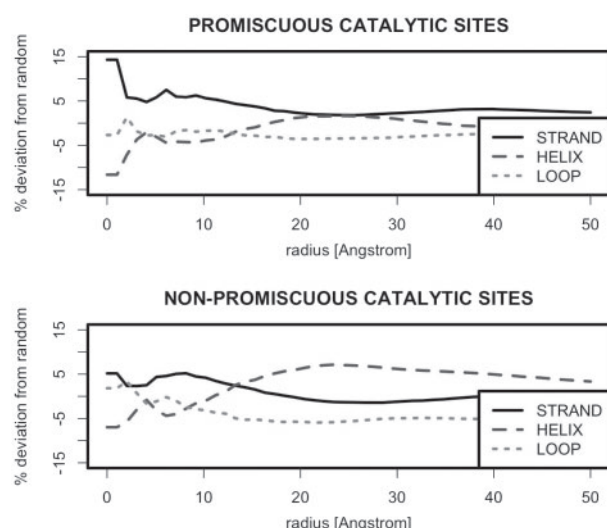 PROMISCUOUS CATALYTIC SITES
% deviation from random
15
5
-5
-15
STRAND
HELIX
LOOP
0 10 20 30 40 50
radius [Angstrom]
NON-PROMISCUOUS CATALYTIC SITES
% deviation from random
15
5
-5
-15
STRAND
HELIX
LOOP
0 10 20 30 40 50
radius [Angstrom]